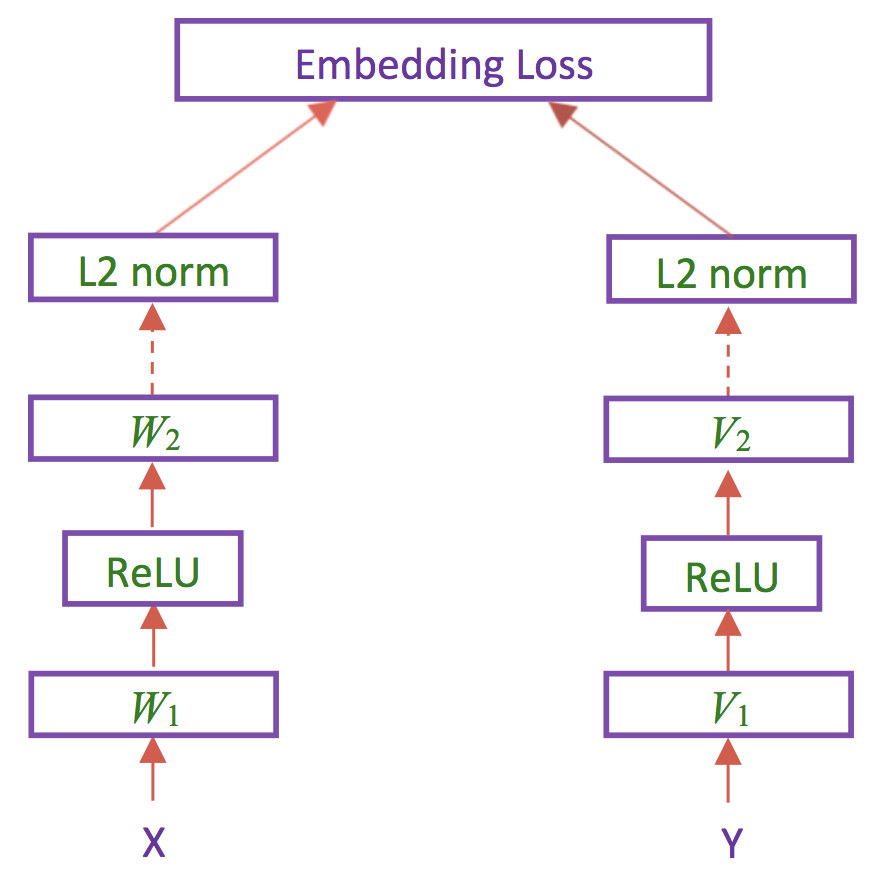 Embedding Loss
L2 norm
L2 norm
W₂
V₂
ReLU
ReLU
W₁
V₁
X
Y